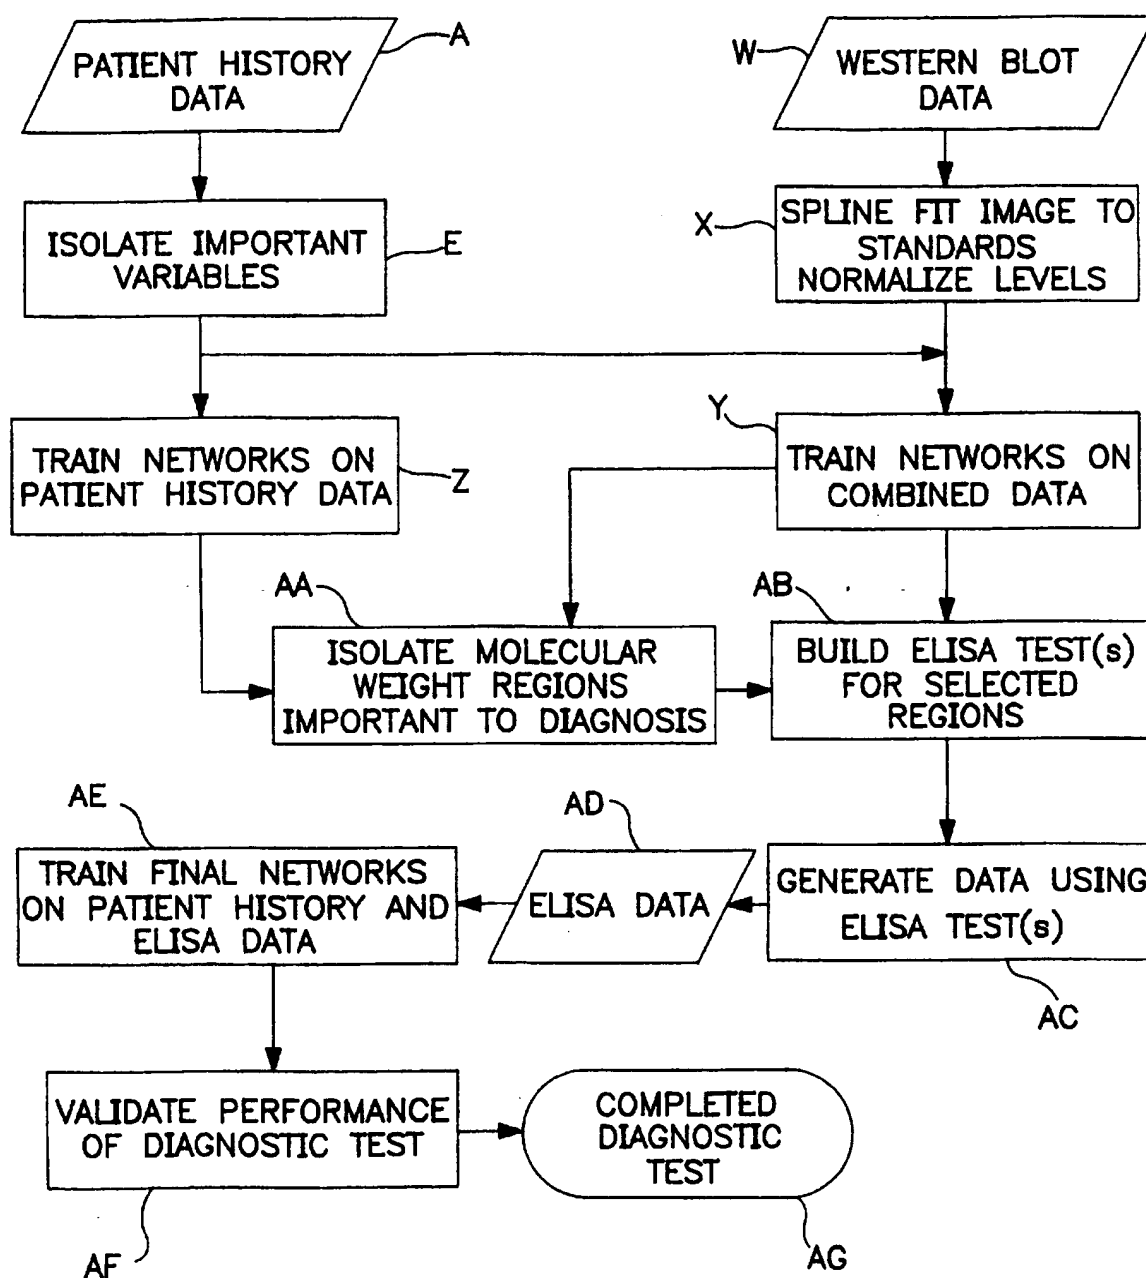 A
PATIENT HISTORY
DATA
W
WESTERN BLOT
DATA
E
ISOLATE IMPORTANT
VARIABLES
X
SPLINE FIT IMAGE TO
STANDARDS
NORMALIZE LEVELS
Z
TRAIN NETWORKS ON
PATIENT HISTORY DATA
Y
TRAIN NETWORKS ON
COMBINED DATA
AA
ISOLATE MOLECULAR
WEIGHT REGIONS
IMPORTANT TO DIAGNOSIS
AB
BUILD ELISA TEST(s)
FOR SELECTED
REGIONS
AE
TRAIN FINAL NETWORKS
ON PATIENT HISTORY AND
ELISA DATA
AD
ELISA DATA
GENERATE DATA USING
ELISA TEST(s)
AC
VALIDATE PERFORMANCE
OF DIAGNOSTIC TEST
AF
COMPLETED
DIAGNOSTIC
TEST
AG